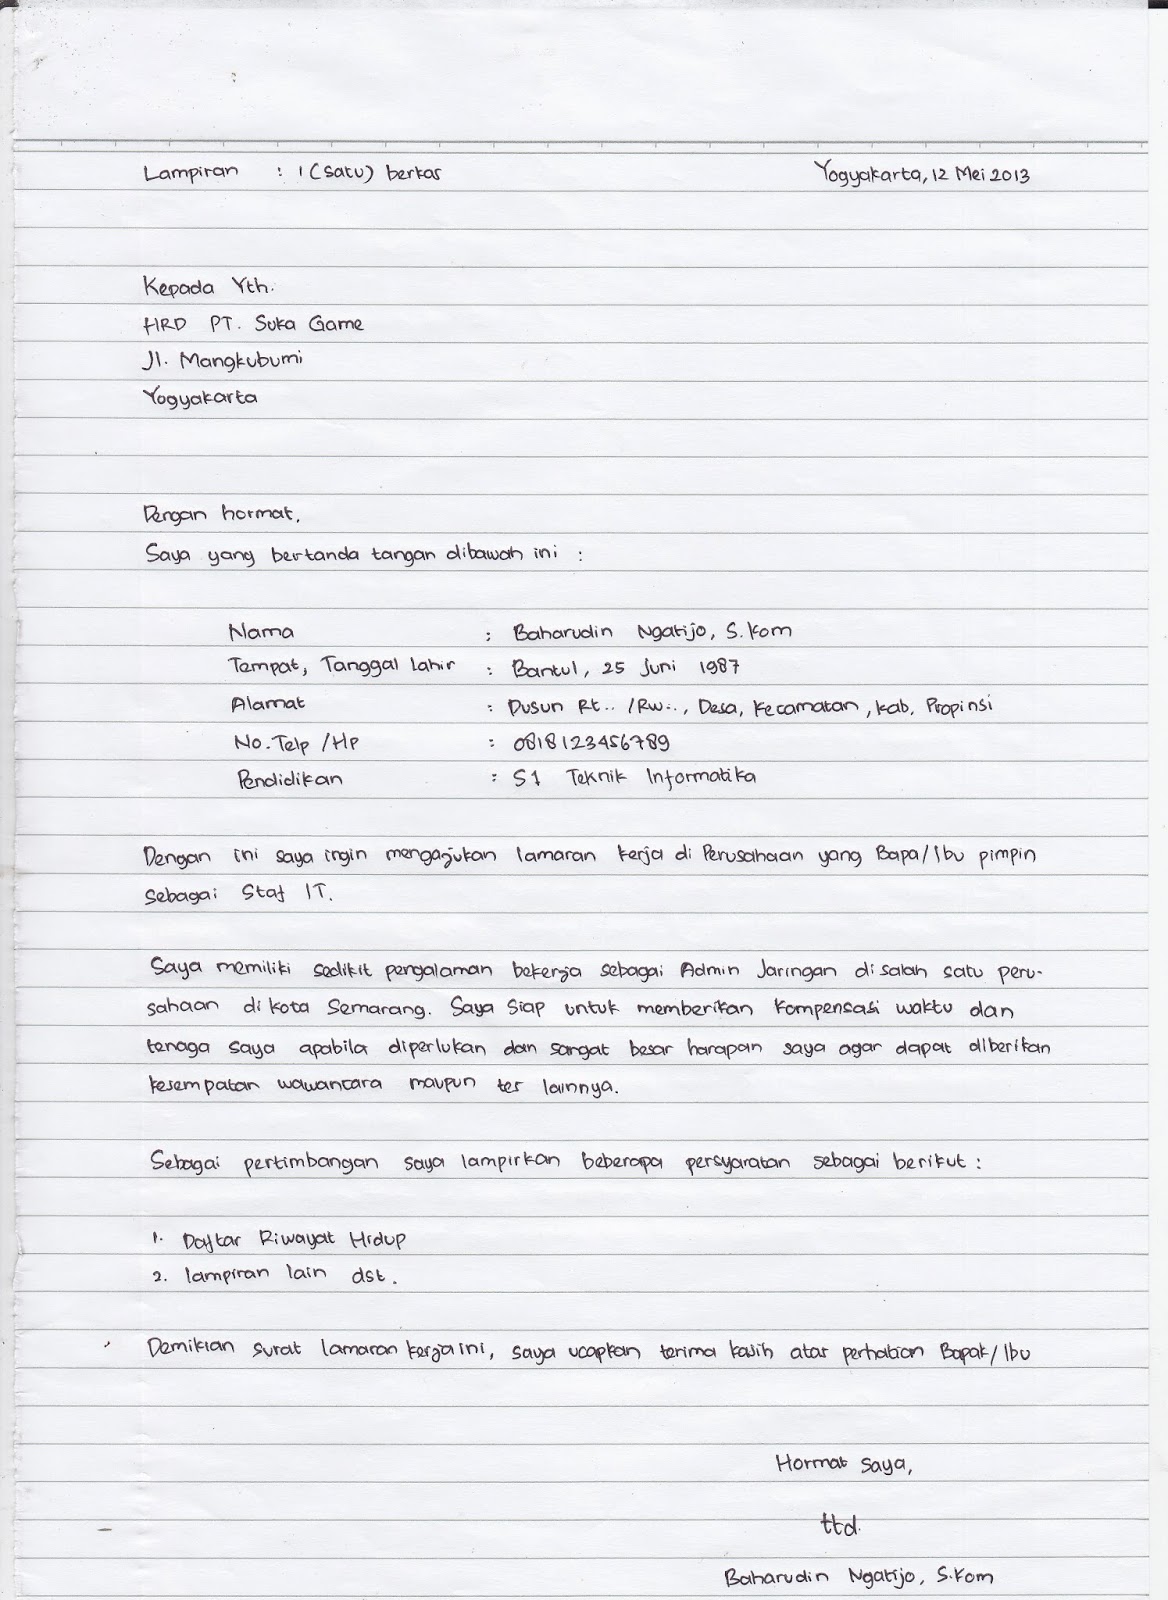 Lampiran : 1 (satu) berkas Yogyakarta, 12 Mei 2013
Kepada Yth.
HRD PT. Suka Game
Jl. Mangkubumi
Yogyakarta
Dengan hormat,
Saya yang bertanda tangan dibawah ini :
Nama : Baharudin Ngatijo, S.Kom
Tempat, Tanggal lahir : Bantul, 25 Juni 1987
Alamat : Dusun Rt.. /Rw..., Desa, Kecamatan, Kab, Propinsi
No. Telp /Hp : 0818123456789
Pendidikan : S1 Teknik Informatika
Dengan ini saya ingin mengajukan lamaran kerja di Perusahaan yang Bapa/Ibu pimpin
sebagai Staf IT.
Saya memiliki sedikit pengalaman bekerja sebagai Admin Jaringan disalah satu peru-
sahaan dikota Semarang. Saya siap untuk memberikan kompensasi waktu dan
tenaga saya apabila diperlukan dan sangat besar harapan saya agar dapat diberikan
kesempatan wawancara maupun tes lainnya.
Sebagai pertimbangan saya lampirkan beberapa persyaratan sebagai berikut :
1. Daftar Riwayat Hidup
2. lampiran lain dst.
Demikian surat lamaran kerja ini, saya ucapkan terima kasih atas perhatian Bapak/Ibu
Hormat saya,
ttd.
Baharudin Ngatijo, S.Kom